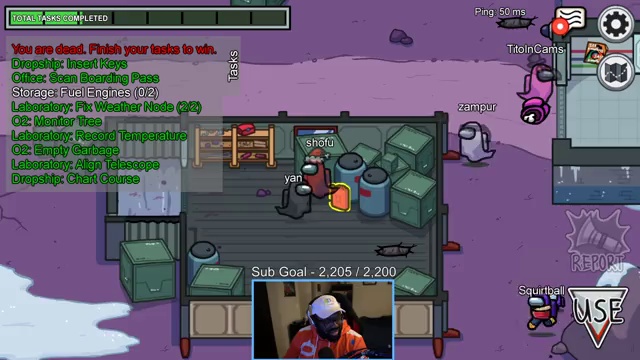 TOTAL TASKS COMPLETED
Ping: 50 ms
You are dead. Finish your tasks to win.
Dropship: Insert Keys
Office: Scan Boarding Pass
Storage: Fuel Engines (0/2)
Laboratory: Fix Weather Node (2/2)
O2: Monitor Tree
Laboratory: Record Temperature
O2: Empty Garbage
Laboratory: Align Telescope
Dropship: Chart Course
Tasks
TitoInCams
zampur
shofu
yan
REPORT
Sub Goal - 2,205 / 2,200
Squirtball
USE